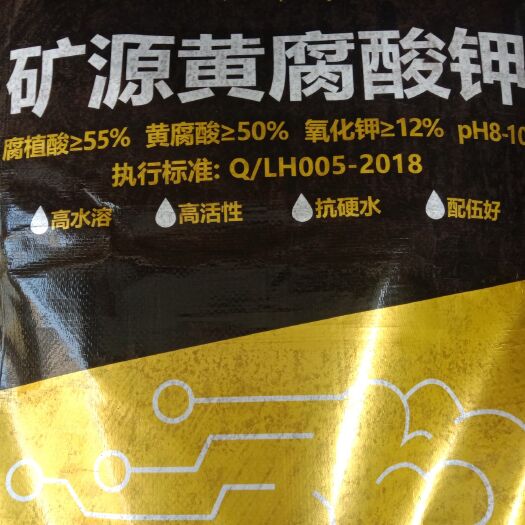 矿源黄腐酸钾
腐植酸≥55% 黄腐酸≥50% 氧化钾≥12% pH8-10
执行标准: Q/LH005-2018
高水溶 高活性 抗硬水 配伍好